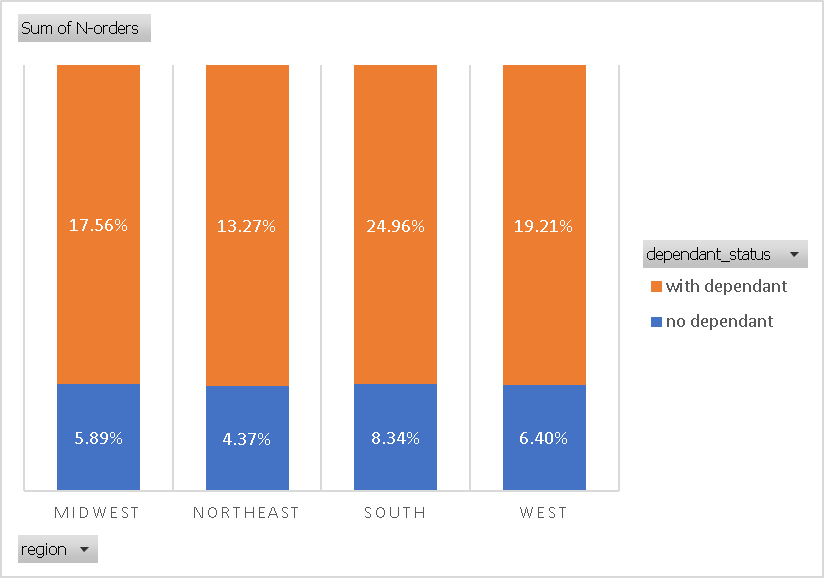 Sum of N-orders
17.56% 13.27% 24.96% 19.21%
5.89% 4.37% 8.34% 6.40%
MIDWEST NORTHEAST SOUTH WEST
dependant_status
with dependant
no dependant
region